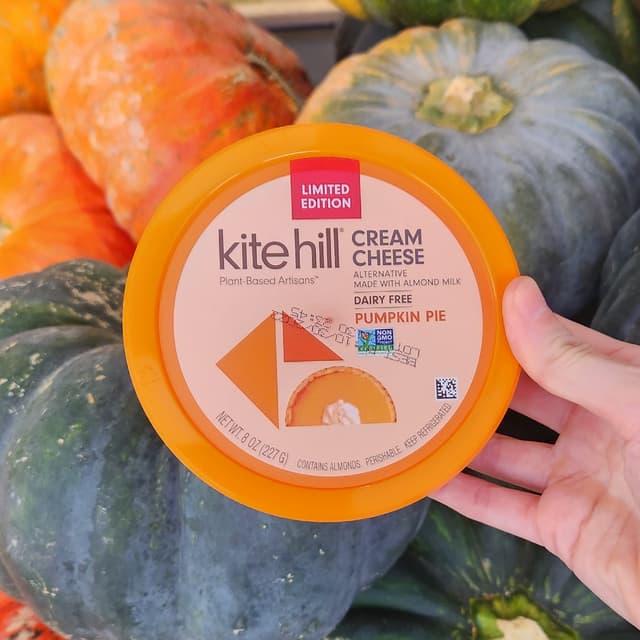 LIMITED
EDITION
kite hill®
Plant-Based Artisans™
CREAM
CHEESE
ALTERNATIVE
MADE WITH ALMOND MILK
DAIRY FREE
PUMPKIN PIE
NON
GMO
NET WT. 8 OZ (227 G)
CONTAINS ALMONDS. PERISHABLE. KEEP REFRIGERATED